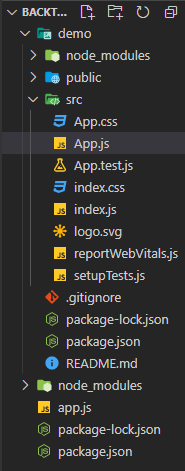 BACKT...
demo
node_modules
public
src
App.css
App.js
App.test.js
index.css
index.js
logo.svg
reportWebVitals.js
setupTests.js
.gitignore
package-lock.json
package.json
README.md
node_modules
app.js
package-lock.json
package.json